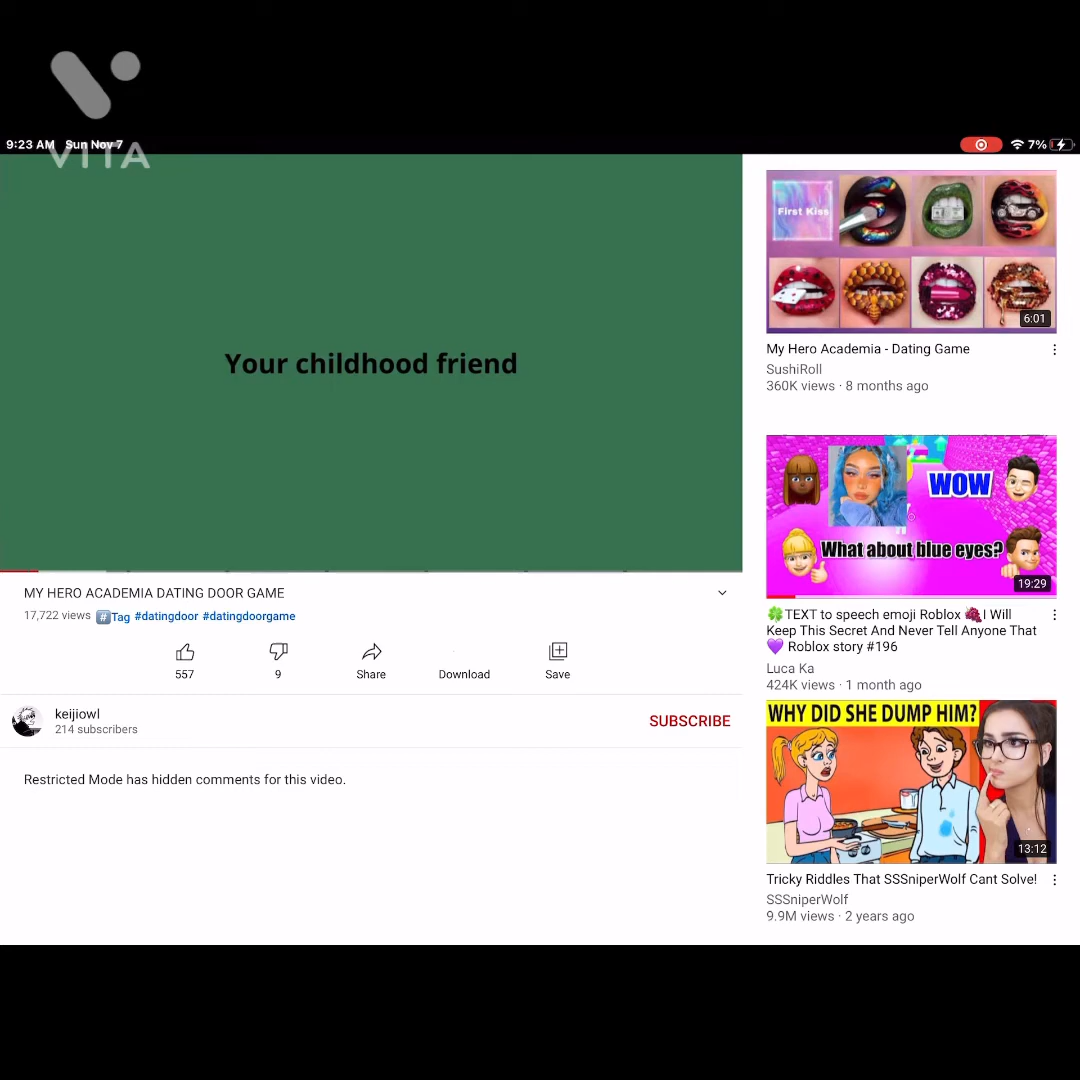 VITA
9:23 AM Sun Nov 7
7%
Your childhood friend
MY HERO ACADEMIA DATING DOOR GAME
17,722 views #Tag #datingdoor #datingdoorgame
557
9
Share
Download
Save
keijiowl
214 subscribers
SUBSCRIBE
Restricted Mode has hidden comments for this video.
First Kiss
6:01
My Hero Academia - Dating Game
SushiRoll
360K views · 8 months ago
WOW
What about blue eyes?
19:29
🍀TEXT to speech emoji Roblox 🍇I Will
Keep This Secret And Never Tell Anyone That
💜 Roblox story #196
Luca Ka
424K views · 1 month ago
WHY DID SHE DUMP HIM?
13:12
Tricky Riddles That SSSniperWolf Cant Solve!
SSSniperWolf
9.9M views · 2 years ago